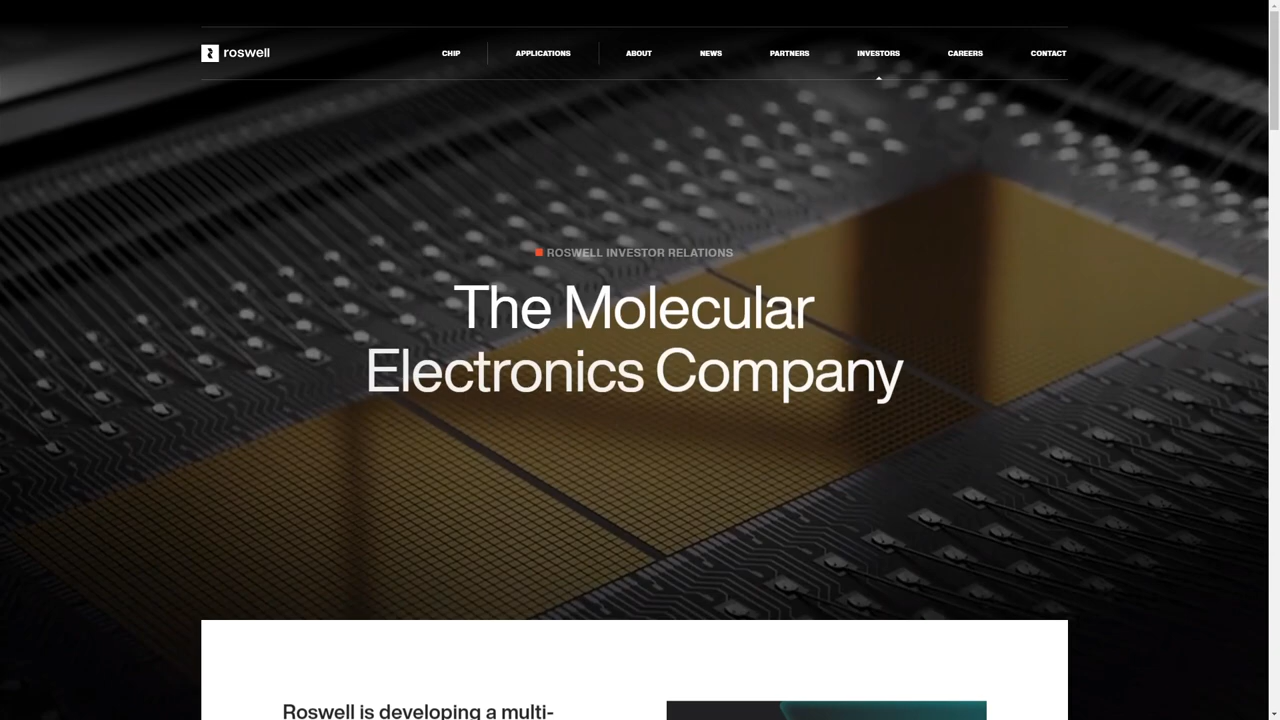 roswell
CHIP APPLICATIONS ABOUT NEWS PARTNERS INVESTORS CAREERS CONTACT
ROSWELL INVESTOR RELATIONS
The Molecular
Electronics Company
Roswell is developing a multi-